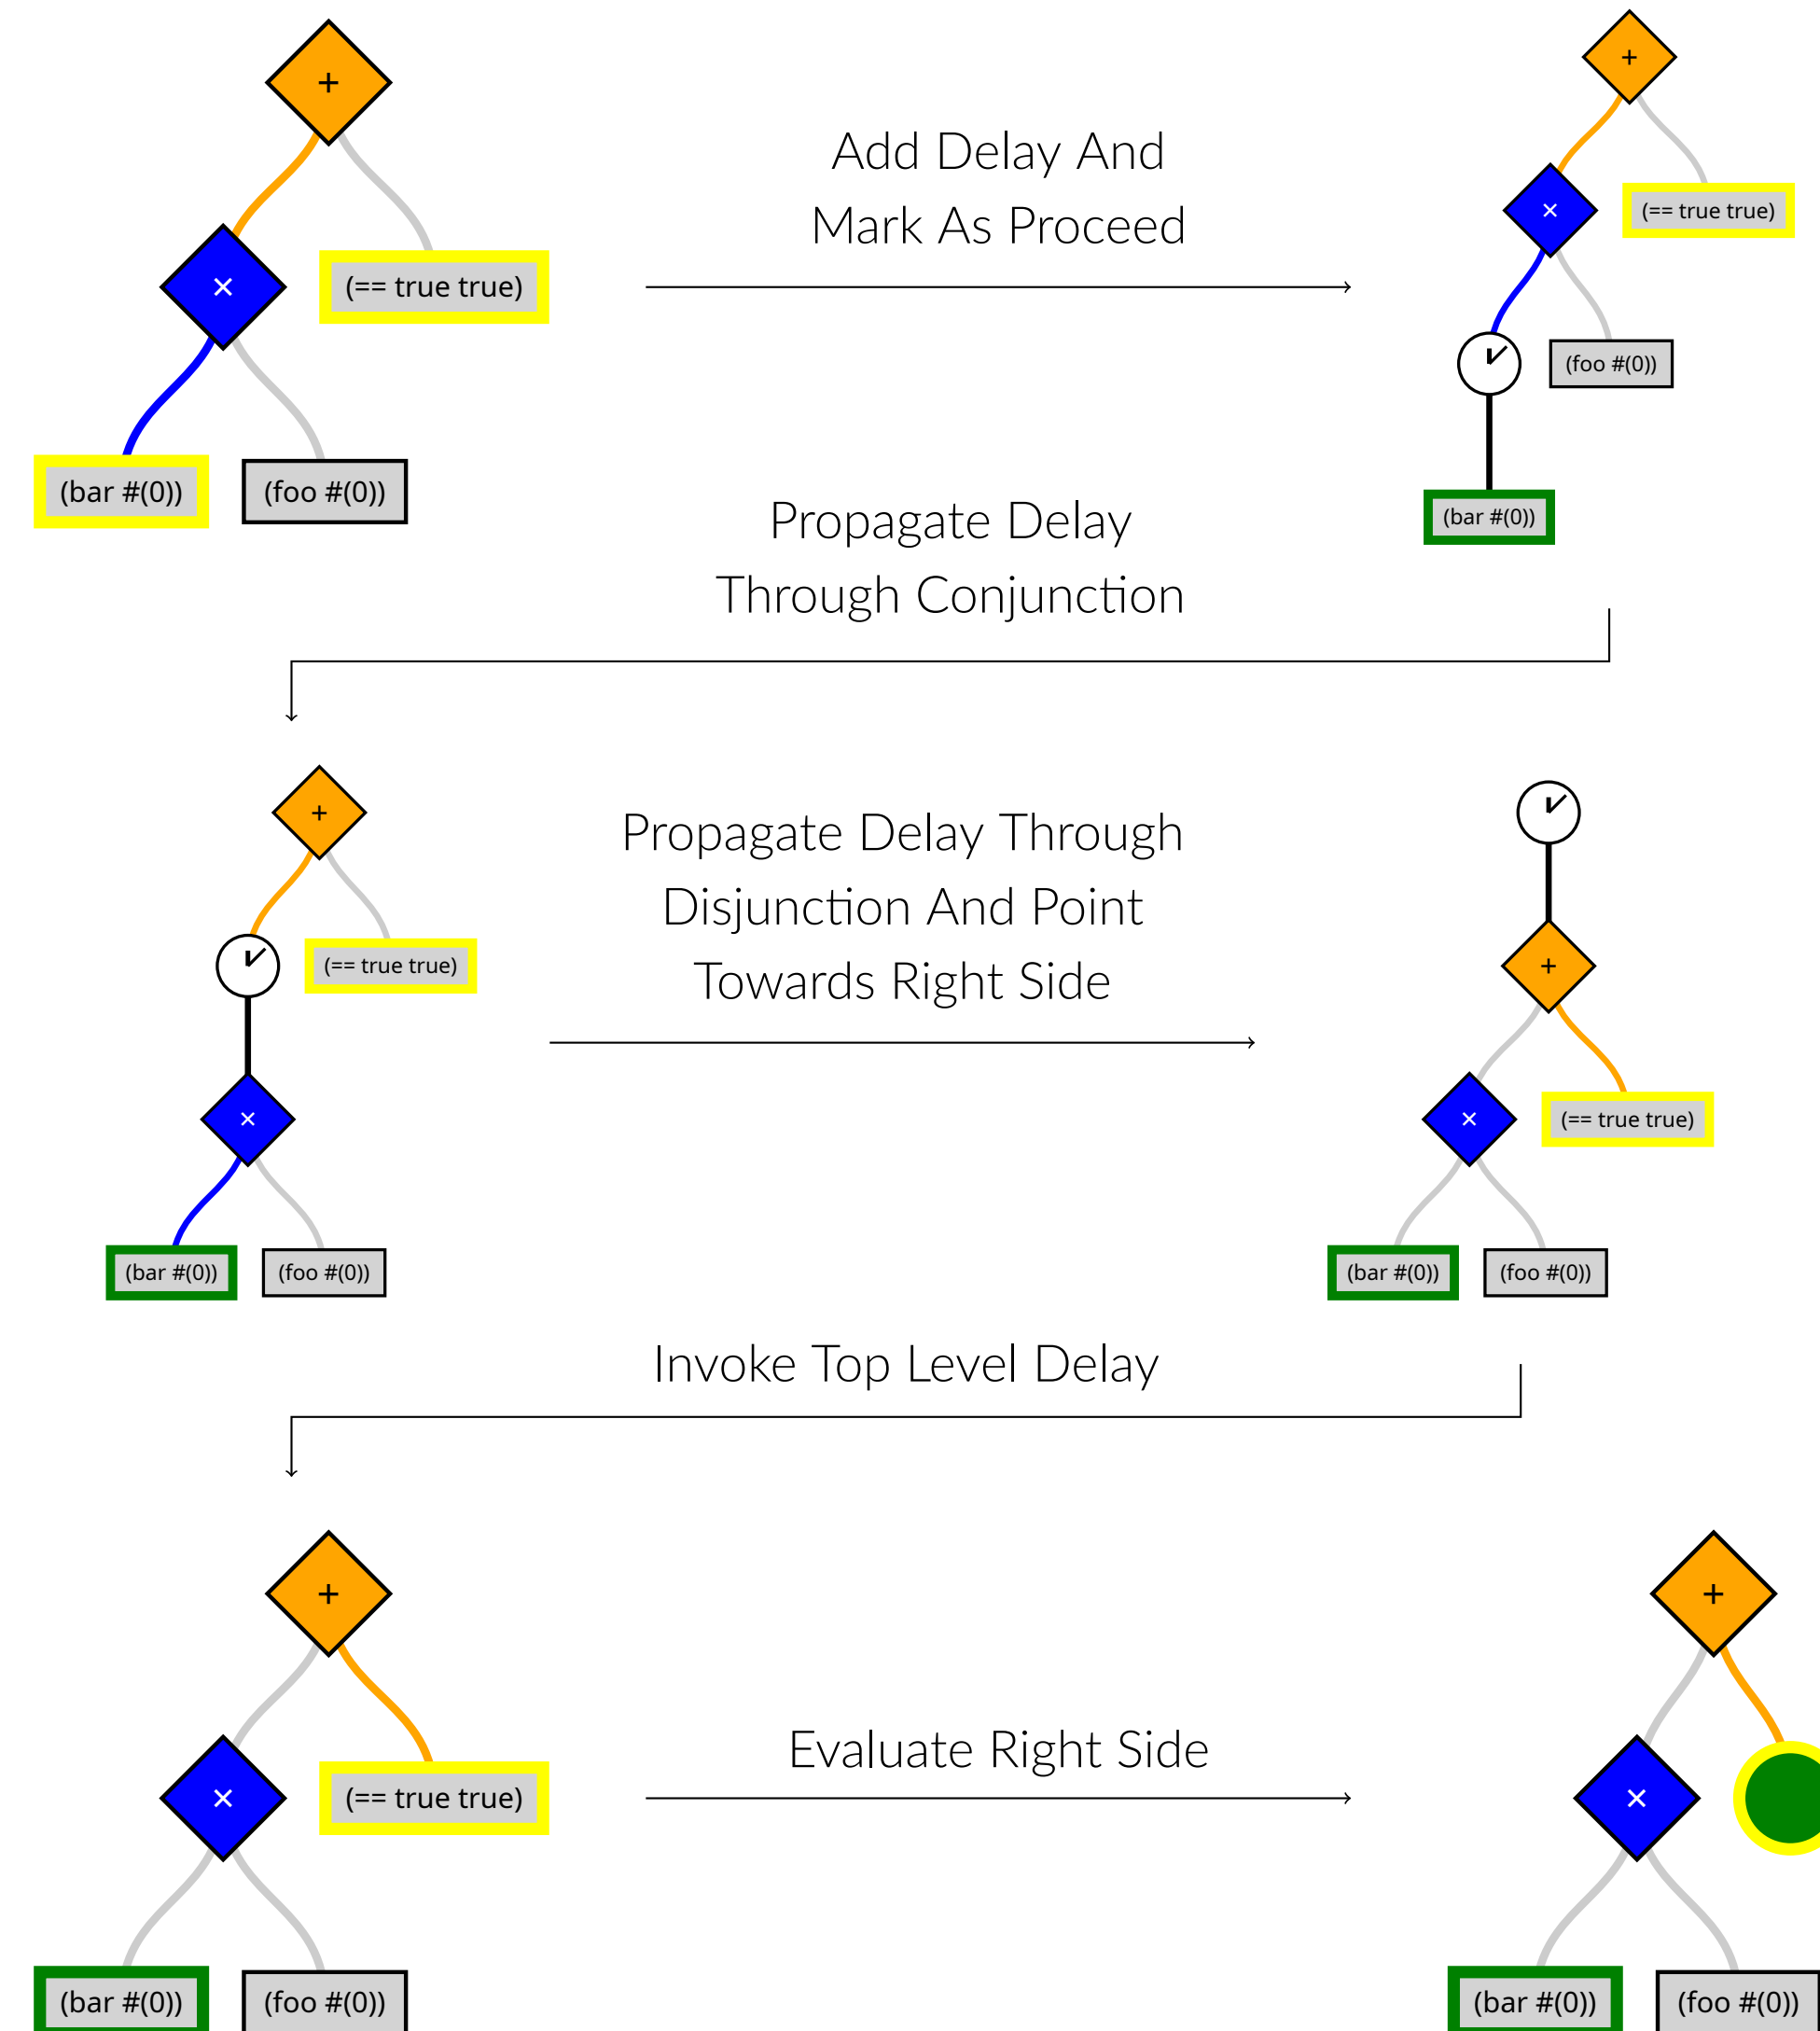 +
×
(== true true)
(bar #(0))
(foo #(0))
Add Delay And
Mark As Proceed
+
×
(== true true)
(foo #(0))
(bar #(0))
Propagate Delay
Through Conjunction
+
(== true true)
×
(bar #(0))
(foo #(0))
Propagate Delay Through
Disjunction And Point
Towards Right Side
+
×
(== true true)
(bar #(0))
(foo #(0))
Invoke Top Level Delay
+
×
(== true true)
(bar #(0))
(foo #(0))
Evaluate Right Side
+
×
(bar #(0))
(foo #(0))